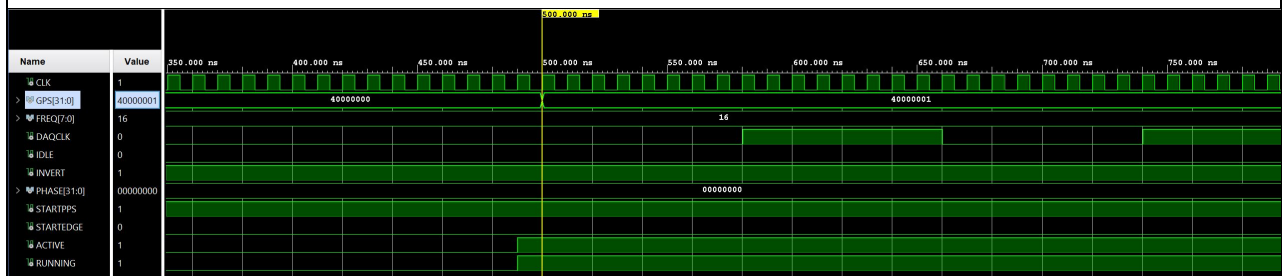 500.000 ns
Name Value 350.000 ns 400.000 ns 450.000 ns 500.000 ns 550.000 ns 600.000 ns 650.000 ns 700.000 ns 750.000 ns
CLK 1
> GPS[31:0] 40000001 40000000 40000001
> FREQ[7:0] 16 16
DAQCLK 0
IDLE 0
INVERT 1
> PHASE[31:0] 00000000 00000000
STARTPPS 1
STARTEDGE 0
ACTIVE 1
RUNNING 1